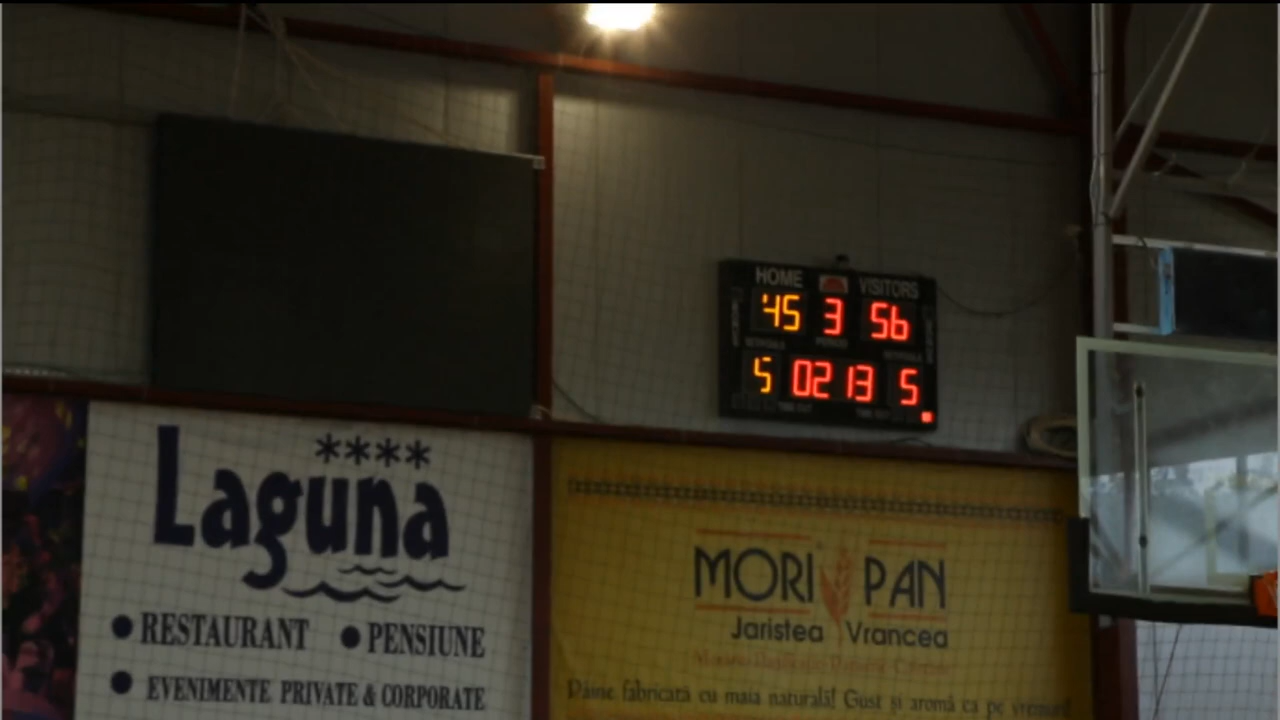 HOME VISITORS
45 3 56
5 02 13 5
****
Laguna
● RESTAURANT ● PENSIUNE
● EVENIMENTE PRIVATE & CORPORATE
MORI PAN
Jaristea Vrancea
Pâine fabricată cu maia naturală! Gust și aromă ca pe vremuri!